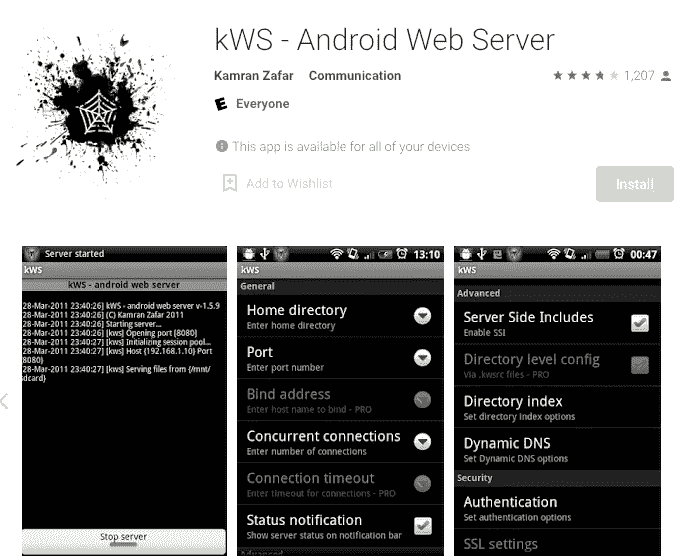 kWS - Android Web Server
Kamran Zafar Communication 1,207
E Everyone
This app is available for all of your devices
Add to Wishlist
Install
Server started
kWS
kWS - android web server
28-Mar-2011 23:40:26] kWS - android web server v-1.5.9
28-Mar-2011 23:40:26] (C) Kamran Zafar 2011
28-Mar-2011 23:40:26] Starting server...
28-Mar-2011 23:40:26] [kws] Opening port [8080]
28-Mar-2011 23:40:27] [kws] Initializing session pool...
28-Mar-2011 23:40:27] [kws] Host {192.168.1.10} Port
[8080}
28-Mar-2011 23:40:27] [kws] Serving files from {/mnt/
sdcard}
Stop server
13:10
kWS
General
Home directory
Enter home directory
Port
Enter port number
Bind address
Enter host name to bind - PRO
Concurrent connections
Enter number of connections
Connection timeout
Enter timeout for connections - PRO
Status notification
Show server status on notification bar
Advanced
00:47
kWS
Advanced
Server Side Includes
Enable SSI
Directory level config
Via .kwsrc files - PRO
Directory index
Set directory index options
Dynamic DNS
Set Dynamic DNS options
Security
Authentication
Set authentication options
SSL settings